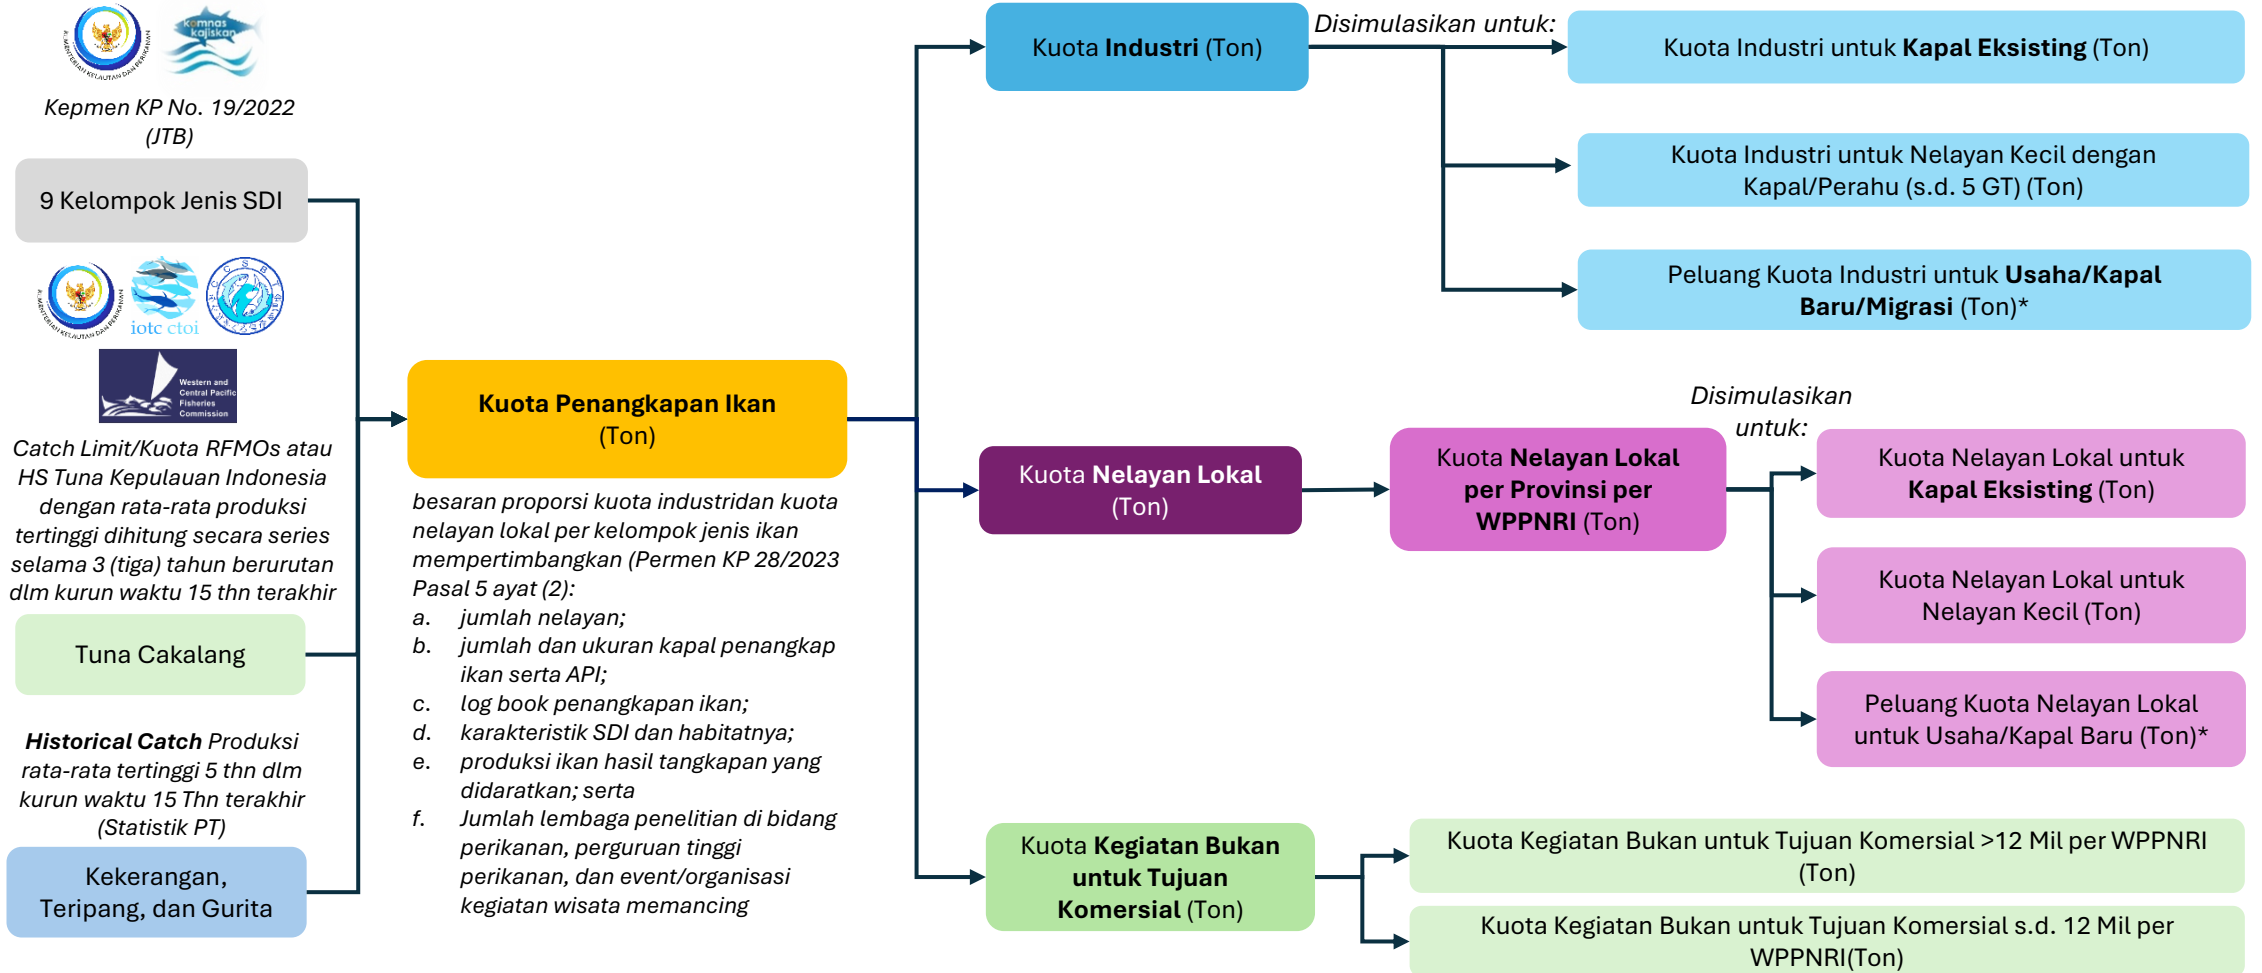 komnas
kajiskan
KEMENTERIAN KELAUTAN DAN PERIKANAN
Kepmen KP No. 19/2022
(JTB)
9 Kelompok Jenis SDI
KEMENTERIAN KELAUTAN DAN PERIKANAN
iotc ctoi
C C S B T
Western and
Central Pacific
Fisheries
Commission
Catch Limit/Kuota RFMOs atau
HS Tuna Kepulauan Indonesia
dengan rata-rata produksi
tertinggi dihitung secara series
selama 3 (tiga) tahun berurutan
dlm kurun waktu 15 thn terakhir
Tuna Cakalang
Historical Catch Produksi
rata-rata tertinggi 5 thn dlm
kurun waktu 15 Thn terakhir
(Statistik PT)
Kekerangan,
Teripang, dan Gurita
Kuota Penangkapan Ikan
(Ton)
besaran proporsi kuota industridan kuota
nelayan lokal per kelompok jenis ikan
mempertimbangkan (Permen KP 28/2023
Pasal 5 ayat (2):
a. jumlah nelayan;
b. jumlah dan ukuran kapal penangkap
ikan serta API;
c. log book penangkapan ikan;
d. karakteristik SDI dan habitatnya;
e. produksi ikan hasil tangkapan yang
didaratkan; serta
f. Jumlah lembaga penelitian di bidang
perikanan, perguruan tinggi
perikanan, dan event/organisasi
kegiatan wisata memancing
Kuota Industri (Ton)
Disimulasikan untuk:
Kuota Industri untuk Kapal Eksisting (Ton)
Kuota Industri untuk Nelayan Kecil dengan
Kapal/Perahu (s.d. 5 GT) (Ton)
Peluang Kuota Industri untuk Usaha/Kapal
Baru/Migrasi (Ton)*
Kuota Nelayan Lokal
(Ton)
Kuota Nelayan Lokal
per Provinsi per
WPPNRI (Ton)
Disimulasikan
untuk:
Kuota Nelayan Lokal untuk
Kapal Eksisting (Ton)
Kuota Nelayan Lokal untuk
Nelayan Kecil (Ton)
Peluang Kuota Nelayan Lokal
untuk Usaha/Kapal Baru (Ton)*
Kuota Kegiatan Bukan
untuk Tujuan
Komersial (Ton)
Kuota Kegiatan Bukan untuk Tujuan Komersial >12 Mil per WPPNRI
(Ton)
Kuota Kegiatan Bukan untuk Tujuan Komersial s.d. 12 Mil per
WPPNRI(Ton)